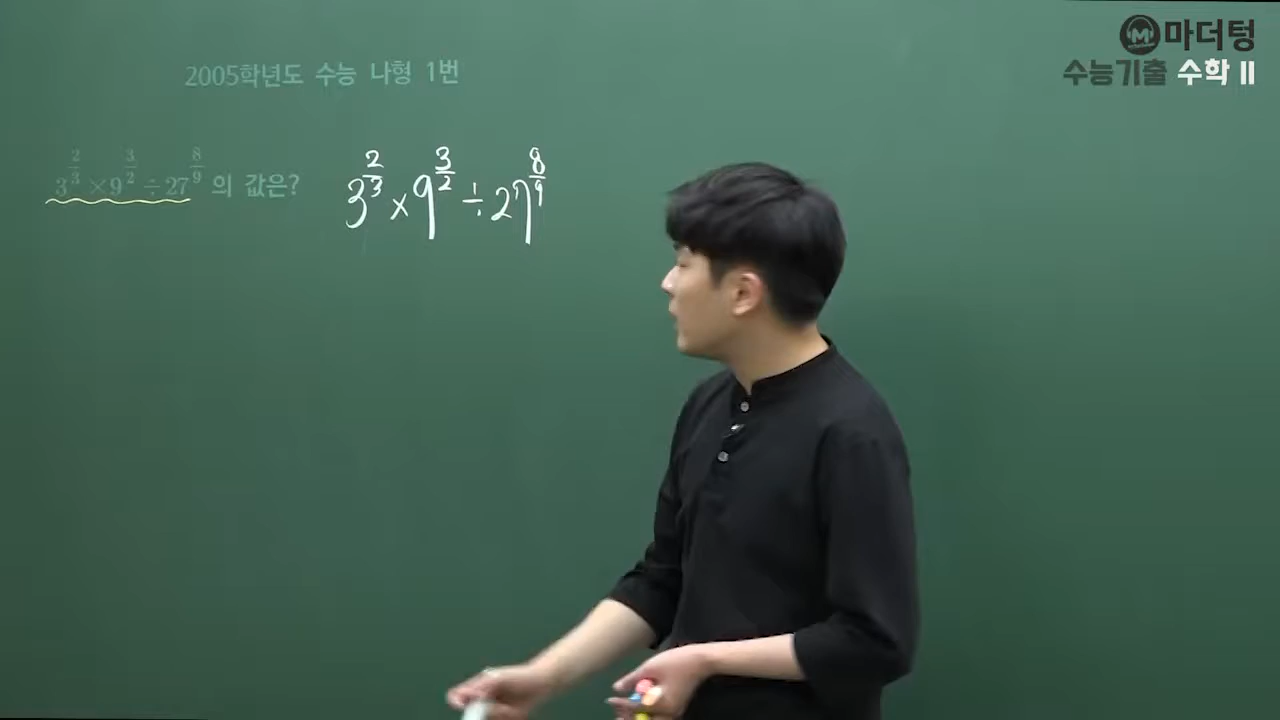 마더텅
수능기출 수학 II
2005학년도 수능 나형 1번
3^{2/3} × 9^{3/2} ÷ 27^{8/9} 의 값은?
3^{2/3} × 9^{3/2} ÷ 27^{8/9}